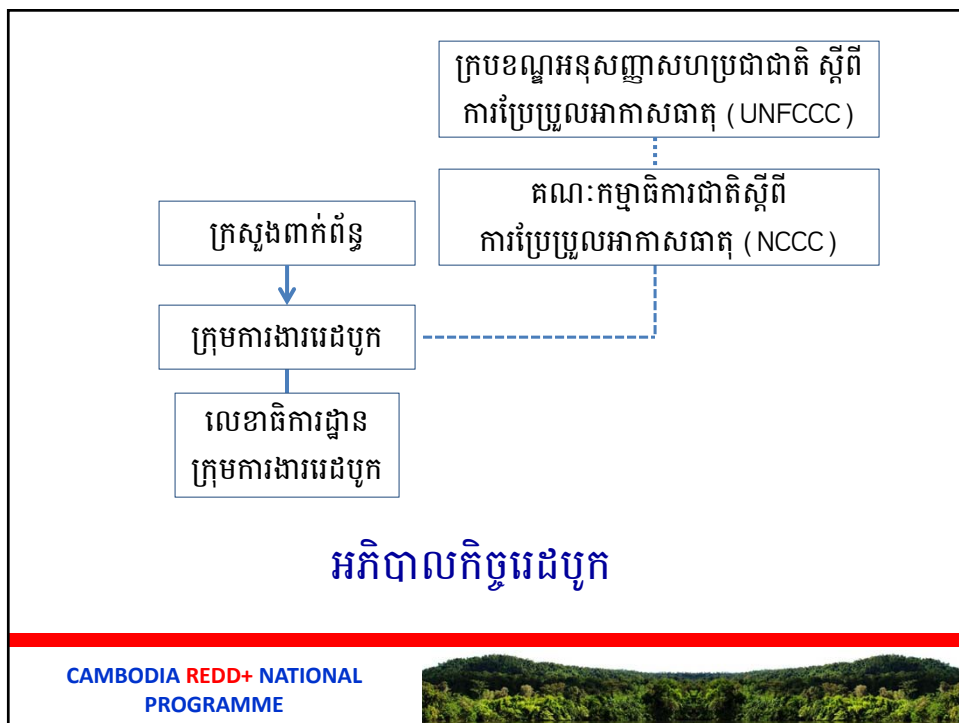 ក្របខណ្ឌអនុសញ្ញាសហប្រជាជាតិ ស្តីពី
ការប្រែប្រួលអាកាសធាតុ (UNFCCC)
គណៈកម្មាធិការជាតិស្តីពី
ការប្រែប្រួលអាកាសធាតុ (NCCC)
ក្រសួងពាក់ព័ន្ធ
ក្រុមការងាររេដបូក
លេខាធិការដ្ឋាន
ក្រុមការងាររេដបូក
អភិបាលកិច្ចរេដបូក
CAMBODIA REDD+ NATIONAL
PROGRAMME